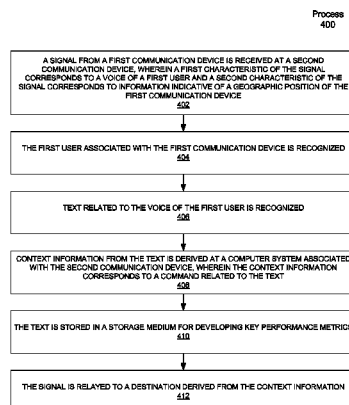 Process
400
A SIGNAL FROM A FIRST COMMUNICATION DEVICE IS RECEIVED AT A SECOND
COMMUNICATION DEVICE, WHEREIN A FIRST CHARACTERISTIC OF THE SIGNAL
CORRESPONDS TO A VOICE OF A FIRST USER AND A SECOND CHARACTERISTIC OF THE
SIGNAL CORRESPONDS TO INFORMATION INDICATIVE OF A GEOGRAPHIC POSITION OF THE
FIRST COMMUNICATION DEVICE
402
THE FIRST USER ASSOCIATED WITH THE FIRST COMMUNICATION DEVICE IS RECOGNIZED
404
TEXT RELATED TO THE VOICE OF THE FIRST USER IS RECOGNIZED
406
CONTEXT INFORMATION FROM THE TEXT IS DERIVED AT A COMPUTER SYSTEM ASSOCIATED
WITH THE SECOND COMMUNICATION DEVICE, WHEREIN THE CONTEXT INFORMATION
CORRESPONDS TO A COMMAND RELATED TO THE TEXT
408
THE TEXT IS STORED IN A STORAGE MEDIUM FOR DEVELOPING KEY PERFORMANCE METRICS
410
THE SIGNAL IS RELAYED TO A DESTINATION DERIVED FROM THE CONTEXT INFORMATION
412